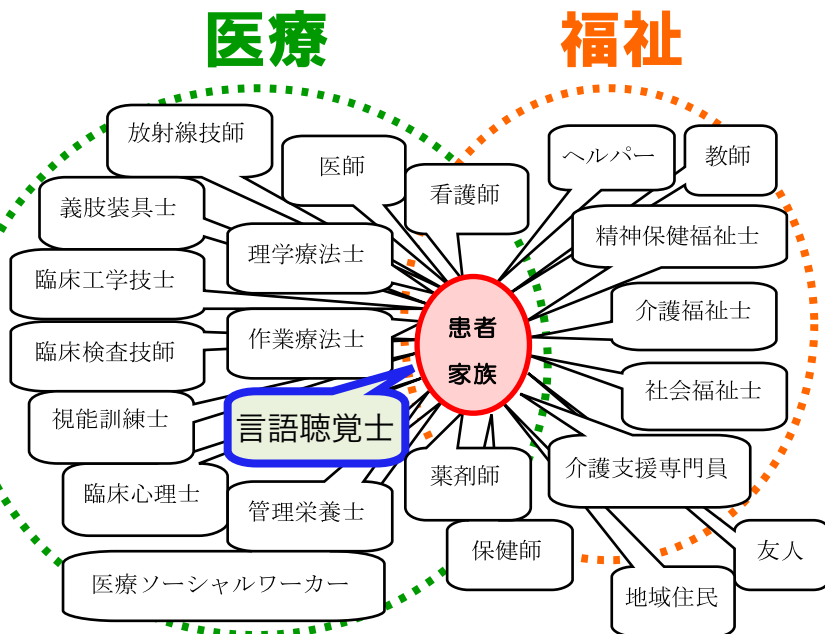 医療
福祉
放射線技師
医師
看護師
ヘルパー
教師
義肢装具士
理学療法士
精神保健福祉士
臨床工学技士
介護福祉士
臨床検査技師
作業療法士
患者
家族
視能訓練士
言語聴覚士
社会福祉士
臨床心理士
管理栄養士
薬剤師
介護支援専門員
医療ソーシャルワーカー
保健師
友人
地域住民